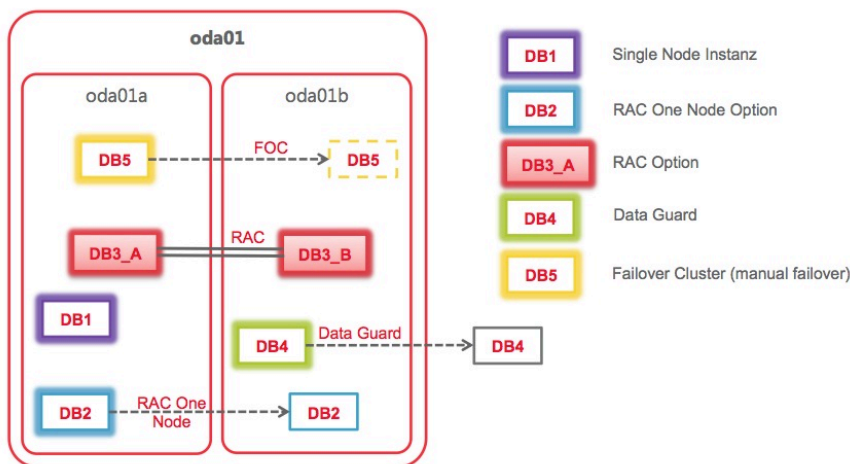 oda01
oda01a
oda01b
DB5
FOC
DB5
DB3_A
RAC
DB3_B
DB1
DB4
Data Guard
DB4
DB2
RAC One
Node
DB2
DB1 Single Node Instanz
DB2 RAC One Node Option
DB3_A RAC Option
DB4 Data Guard
DB5 Failover Cluster (manual failover)